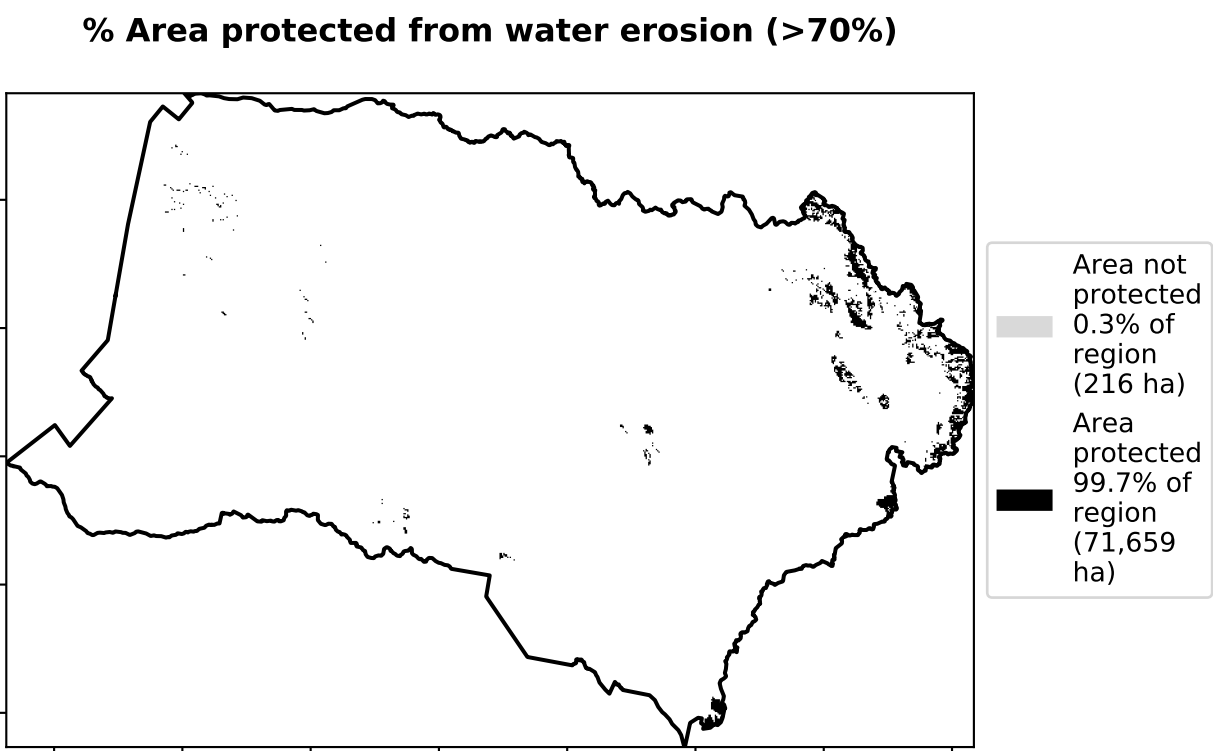 % Area protected from water erosion (>70%)
Area not
protected
0.3% of
region
(216 ha)
Area
protected
99.7% of
region
(71,659
ha)